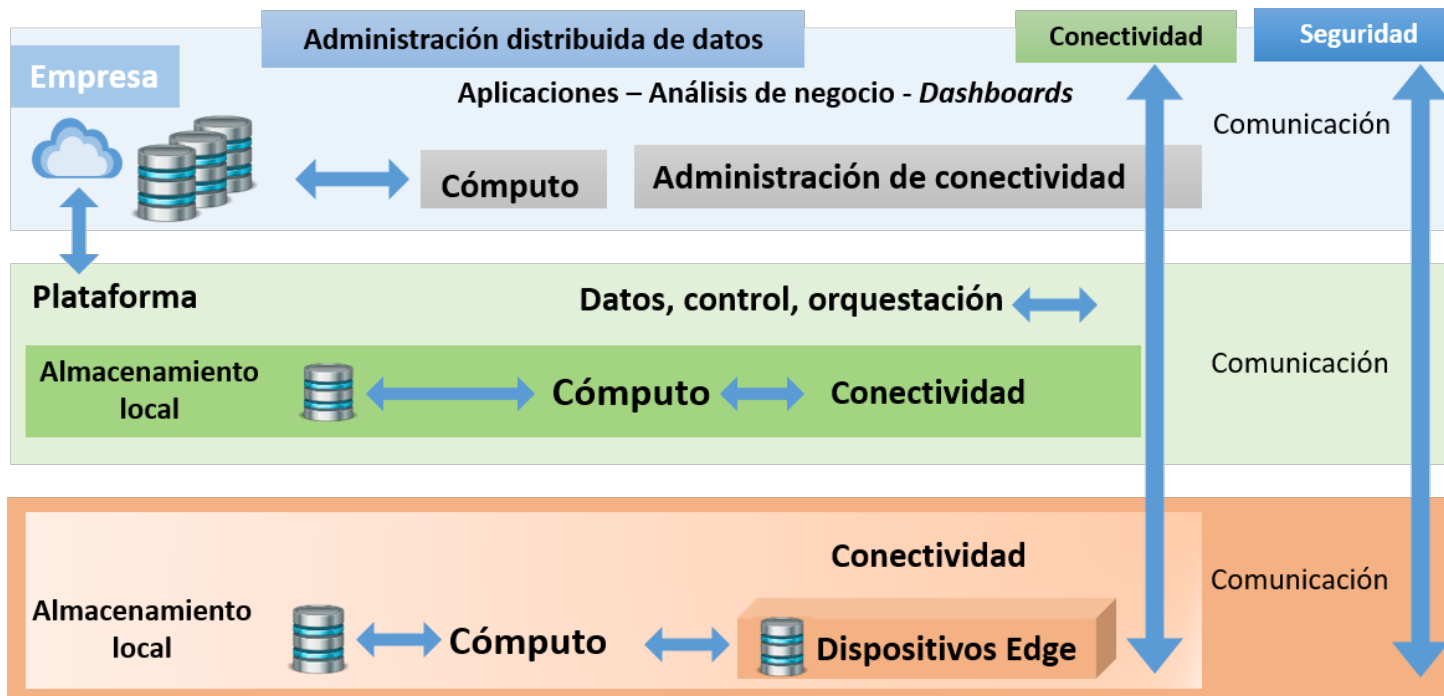 Administración distribuida de datos
Conectividad
Seguridad
Empresa
Aplicaciones – Análisis de negocio - Dashboards
Comunicación
Cómputo
Administración de conectividad
Plataforma
Datos, control, orquestación
Almacenamiento
local
Cómputo
Conectividad
Comunicación
Conectividad
Comunicación
Almacenamiento
local
Cómputo
Dispositivos Edge